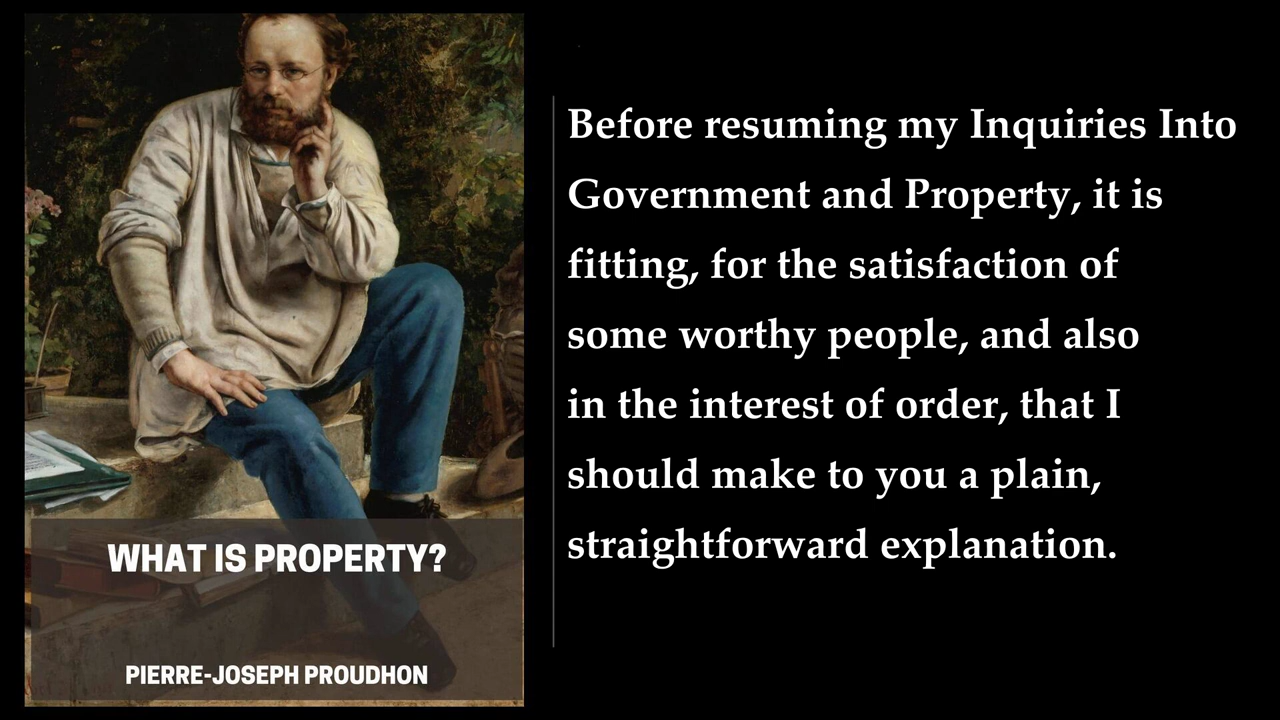 WHAT IS PROPERTY?
PIERRE-JOSEPH PROUDHON
Before resuming my Inquiries Into
Government and Property, it is
fitting, for the satisfaction of
some worthy people, and also
in the interest of order, that I
should make to you a plain,
straightforward explanation.